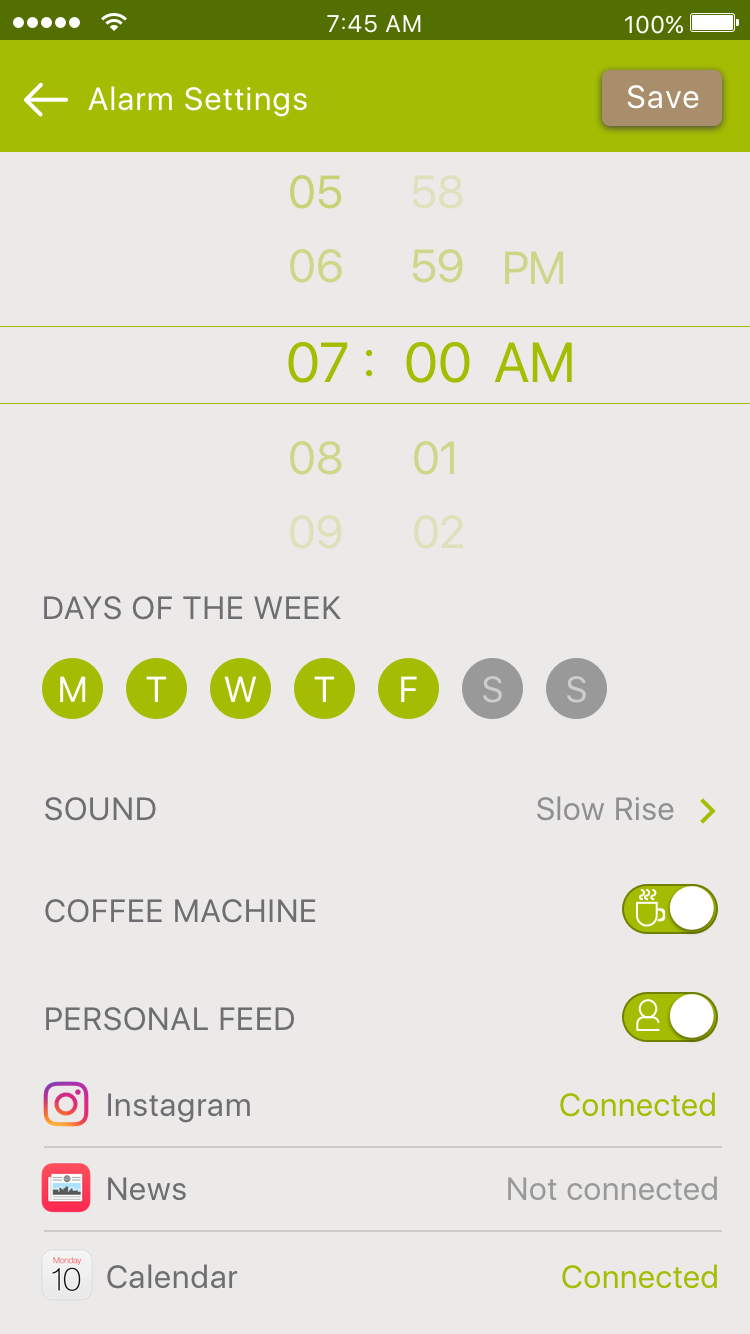 7:45 AM 100%
Alarm Settings Save
05 58
06 59 PM
07 : 00 AM
08 01
09 02
DAYS OF THE WEEK
M T W T F S S
SOUND Slow Rise
COFFEE MACHINE
PERSONAL FEED
Instagram Connected
News Not connected
Monday
10 Calendar Connected